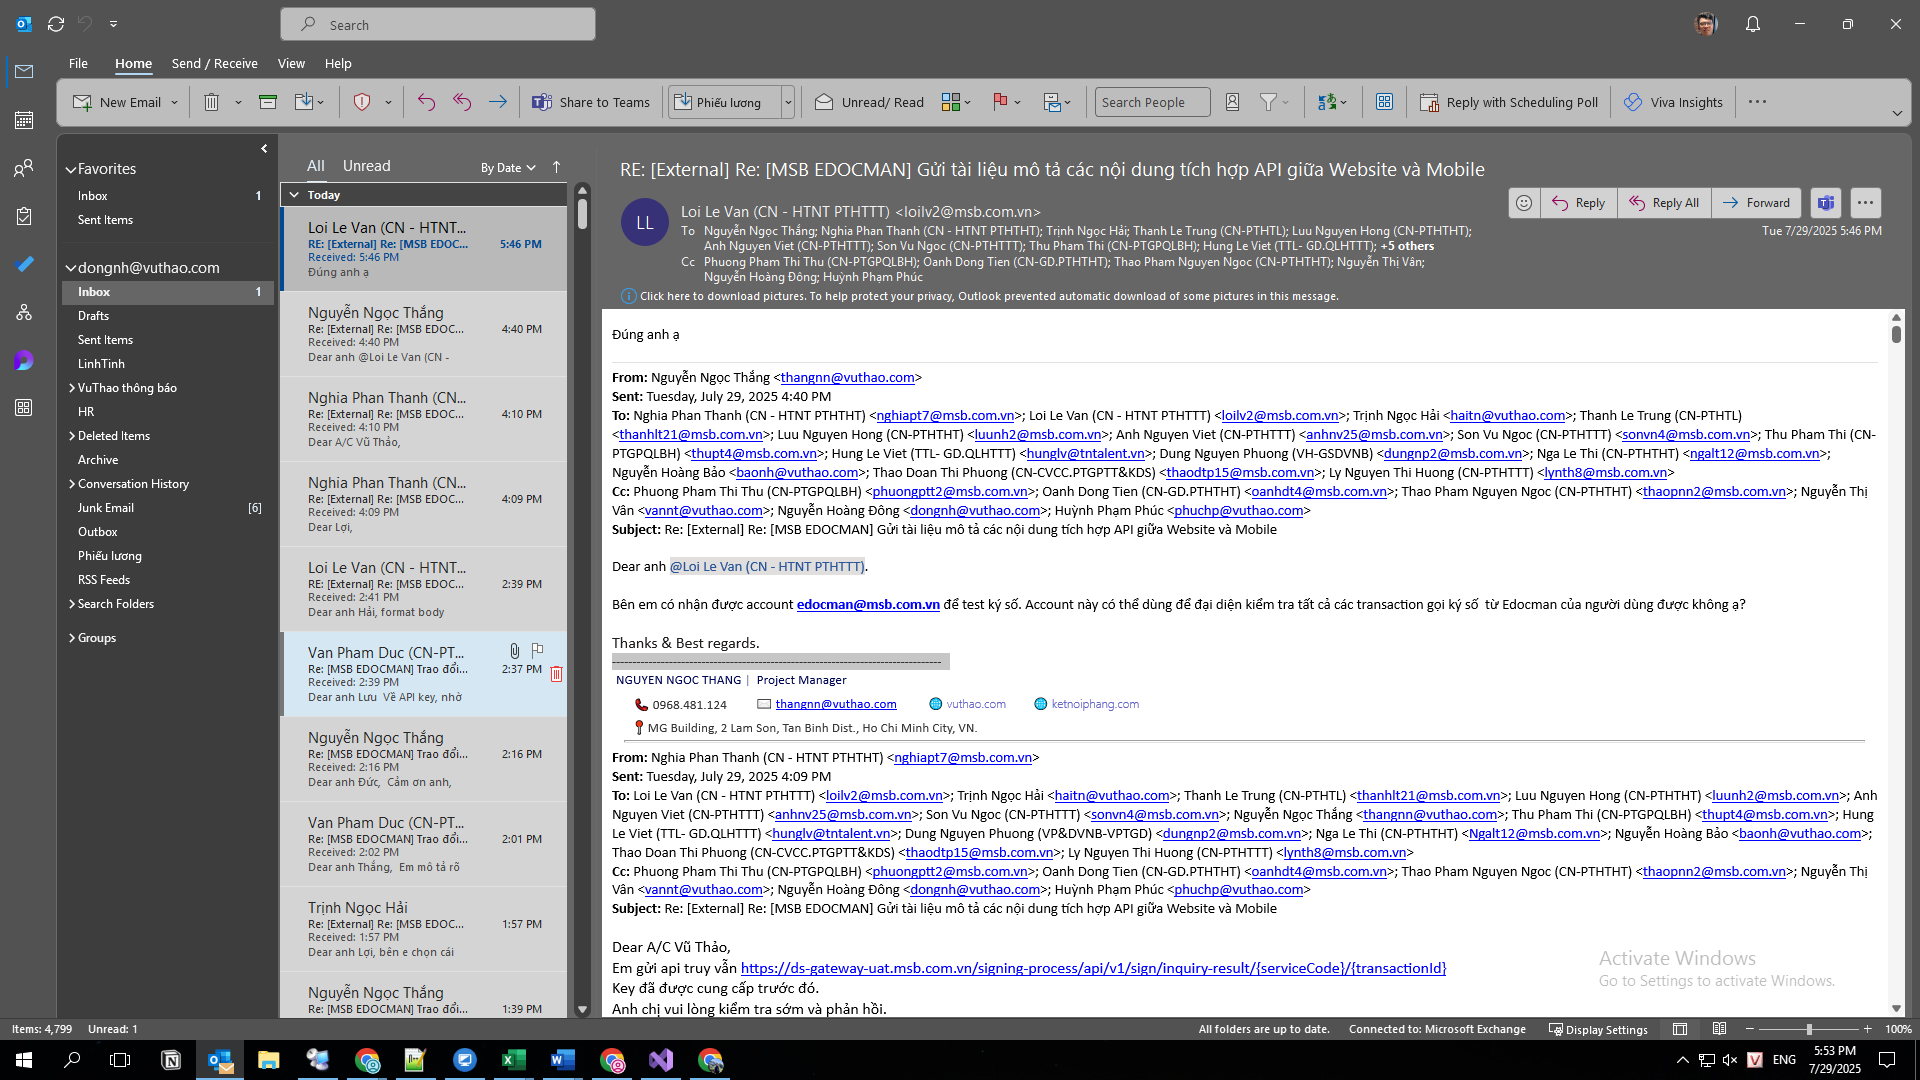 Search
File Home Send / Receive View Help
New Email
Share to Teams
Phiếu lương
Unread/ Read
Search People
Reply with Scheduling Poll
Viva Insights
Favorites
Inbox 1
Sent Items
dongnh@vuthao.com
Inbox 1
Drafts
Sent Items
LinhTinh
VuThao thông báo
HR
Deleted Items
Archive
Conversation History
Junk Email [6]
Outbox
Phiếu lương
RSS Feeds
Search Folders
Groups
All Unread By Date
Today
Loi Le Van (CN - HTNT...
RE: [External] Re: [MSB EDOC... 5:46 PM
Received: 5:46 PM
Đúng anh ạ
Nguyễn Ngọc Thắng
Re: [External] Re: [MSB EDOC... 4:40 PM
Received: 4:40 PM
Dear anh @Loi Le Van (CN -
Nghia Phan Thanh (CN...
Re: [External] Re: [MSB EDOC... 4:10 PM
Received: 4:10 PM
Dear A/C Vũ Thảo,
Nghia Phan Thanh (CN...
Re: [External] Re: [MSB EDOC... 4:09 PM
Received: 4:09 PM
Dear Lợi,
Loi Le Van (CN - HTNT...
RE: [External] Re: [MSB EDOC... 2:39 PM
Received: 2:41 PM
Dear anh Hải, format body
Van Pham Duc (CN-PT...
Re: [MSB EDOCMAN] Trao đổi... 2:37 PM
Received: 2:39 PM
Dear anh Lưu Về API key, nhờ
Nguyễn Ngọc Thắng
Re: [MSB EDOCMAN] Trao đổi... 2:16 PM
Received: 2:16 PM
Dear anh Đức, Cảm ơn anh,
Van Pham Duc (CN-PT...
Re: [MSB EDOCMAN] Trao đổi... 2:01 PM
Received: 2:02 PM
Dear anh Thắng, Em mô tả rõ
Trịnh Ngọc Hải
Re: [External] Re: [MSB EDOC... 1:57 PM
Received: 1:57 PM
Dear anh Lợi, bên e chọn cái
Nguyễn Ngọc Thắng
Re: [MSB EDOCMAN] Trao đổi... 1:39 PM
RE: [External] Re: [MSB EDOCMAN] Gửi tài liệu mô tả các nội dung tích hợp API giữa Website và Mobile
LL
Loi Le Van (CN - HTNT PTHTTT) <loilv2@msb.com.vn>
To Nguyễn Ngọc Thắng; Nghia Phan Thanh (CN - HTNT PTHTHT); Trịnh Ngọc Hải; Thanh Le Trung (CN-PTHTL); Luu Nguyen Hong (CN-PTHTHT);
Anh Nguyen Viet (CN-PTHTTT); Son Vu Ngoc (CN-PTHTTT); Thu Pham Thi (CN-PTGPQLBH); Hung Le Viet (TTL- GD.QLHTTT); +5 others
Cc Phuong Pham Thi Thu (CN-PTGPQLBH); Oanh Dong Tien (CN-GD.PTHTHT); Thao Pham Nguyen Ngoc (CN-PTHTHT); Nguyễn Thị Vân;
Nguyễn Hoàng Đông; Huỳnh Phạm Phúc
Reply Reply All Forward
Tue 7/29/2025 5:46 PM
Click here to download pictures. To help protect your privacy, Outlook prevented automatic download of some pictures in this message.
Đúng anh ạ
From: Nguyễn Ngọc Thắng <thangnn@vuthao.com>
Sent: Tuesday, July 29, 2025 4:40 PM
To: Nghia Phan Thanh (CN - HTNT PTHTHT) <nghiapt7@msb.com.vn>; Loi Le Van (CN - HTNT PTHTTT) <loilv2@msb.com.vn>; Trịnh Ngọc Hải <haitn@vuthao.com>; Thanh Le Trung (CN-PTHTL)
<thanhlt21@msb.com.vn>; Luu Nguyen Hong (CN-PTHTHT) <luunh2@msb.com.vn>; Anh Nguyen Viet (CN-PTHTTT) <anhnv25@msb.com.vn>; Son Vu Ngoc (CN-PTHTTT) <sonvn4@msb.com.vn>; Thu Pham Thi (CN-
PTGPQLBH) <thupt4@msb.com.vn>; Hung Le Viet (TTL- GD.QLHTTT) <hunglv@tntalent.vn>; Dung Nguyen Phuong (VH-GSDVNB) <dungnp2@msb.com.vn>; Nga Le Thi (CN-PTHTHT) <ngalt12@msb.com.vn>;
Nguyễn Hoàng Bảo <baonh@vuthao.com>; Thao Doan Thi Phuong (CN-CVCC.PTGPTT&KDS) <thaodtp15@msb.com.vn>; Ly Nguyen Thi Huong (CN-PTHTTT) <lynth8@msb.com.vn>
Cc: Phuong Pham Thi Thu (CN-PTGPQLBH) <phuongptt2@msb.com.vn>; Oanh Dong Tien (CN-GD.PTHTHT) <oanhdt4@msb.com.vn>; Thao Pham Nguyen Ngoc (CN-PTHTHT) <thaopnn2@msb.com.vn>; Nguyễn Thị
Vân <vannt@vuthao.com>; Nguyễn Hoàng Đông <dongnh@vuthao.com>; Huỳnh Phạm Phúc <phuchp@vuthao.com>
Subject: Re: [External] Re: [MSB EDOCMAN] Gửi tài liệu mô tả các nội dung tích hợp API giữa Website và Mobile
Dear anh @Loi Le Van (CN - HTNT PTHTTT).
Bên em có nhận được account edocman@msb.com.vn để test ký số. Account này có thể dùng để đại diện kiểm tra tất cả các transaction gọi ký số từ Edocman của người dùng được không ạ?
Thanks & Best regards.
--------------------------------------------------------------------------------
NGUYEN NGOC THANG | Project Manager
0968.481.124 thangnn@vuthao.com vuthao.com ketnoiphang.com
MG Building, 2 Lam Son, Tan Binh Dist., Ho Chi Minh City, VN.
From: Nghia Phan Thanh (CN - HTNT PTHTHT) <nghiapt7@msb.com.vn>
Sent: Tuesday, July 29, 2025 4:09 PM
To: Loi Le Van (CN - HTNT PTHTTT) <loilv2@msb.com.vn>; Trịnh Ngọc Hải <haitn@vuthao.com>; Thanh Le Trung (CN-PTHTL) <thanhlt21@msb.com.vn>; Luu Nguyen Hong (CN-PTHTHT) <luunh2@msb.com.vn>; Anh
Nguyen Viet (CN-PTHTTT) <anhnv25@msb.com.vn>; Son Vu Ngoc (CN-PTHTTT) <sonvn4@msb.com.vn>; Nguyễn Ngọc Thắng <thangnn@vuthao.com>; Thu Pham Thi (CN-PTGPQLBH) <thupt4@msb.com.vn>; Hung
Le Viet (TTL- GD.QLHTTT) <hunglv@tntalent.vn>; Dung Nguyen Phuong (VP&DVNB-VPTGD) <dungnp2@msb.com.vn>; Nga Le Thi (CN-PTHTHT) <Ngalt12@msb.com.vn>; Nguyễn Hoàng Bảo <baonh@vuthao.com>;
Thao Doan Thi Phuong (CN-CVCC.PTGPTT&KDS) <thaodtp15@msb.com.vn>; Ly Nguyen Thi Huong (CN-PTHTTT) <lynth8@msb.com.vn>
Cc: Phuong Pham Thi Thu (CN-PTGPQLBH) <phuongptt2@msb.com.vn>; Oanh Dong Tien (CN-GD.PTHTHT) <oanhdt4@msb.com.vn>; Thao Pham Nguyen Ngoc (CN-PTHTHT) <thaopnn2@msb.com.vn>; Nguyễn Thị
Vân <vannt@vuthao.com>; Nguyễn Hoàng Đông <dongnh@vuthao.com>; Huỳnh Phạm Phúc <phuchp@vuthao.com>
Subject: Re: [External] Re: [MSB EDOCMAN] Gửi tài liệu mô tả các nội dung tích hợp API giữa Website và Mobile
Dear A/C Vũ Thảo,
Em gửi api truy vẫn https://ds-gateway-uat.msb.com.vn/signing-process/api/v1/sign/inquiry-result/{serviceCode}/{transactionId}
Key đã được cung cấp trước đó.
Anh chị vui lòng kiểm tra sớm và phản hồi.
Activate Windows
Go to Settings to activate Windows.
Items: 4,799 Unread: 1
All folders are up to date. Connected to: Microsoft Exchange Display Settings 100%
ENG
5:53 PM
7/29/2025